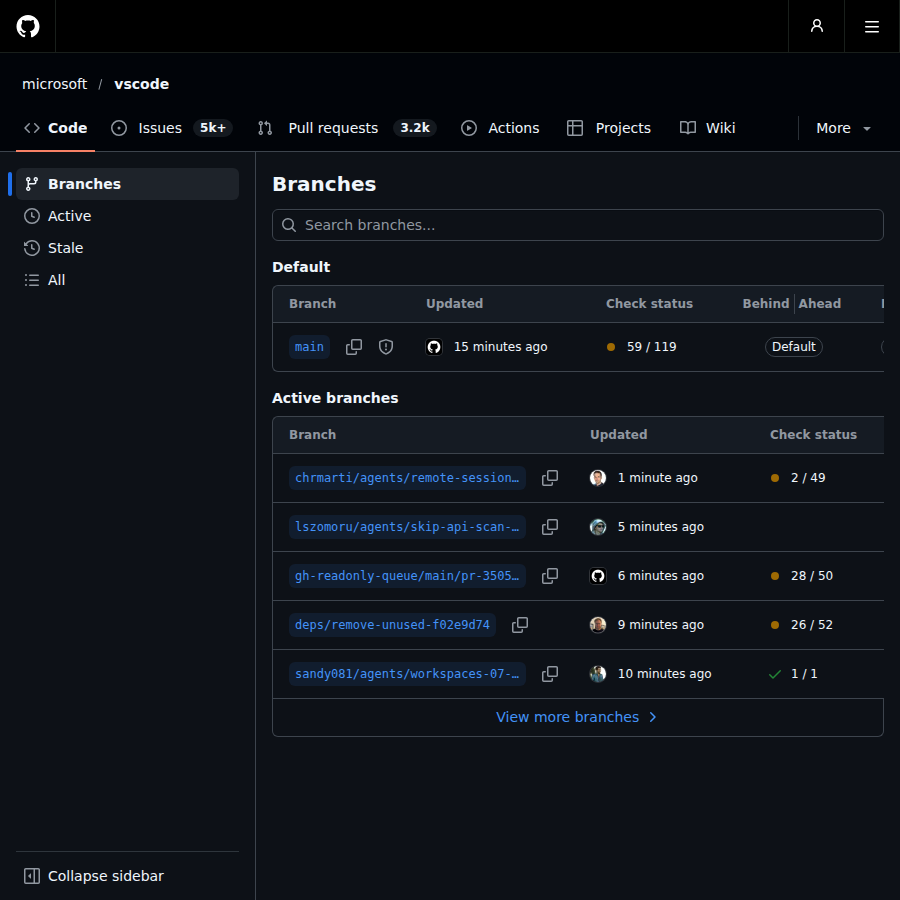 microsoft / vscode
Code Issues 5k+ Pull requests 3.2k Actions Projects Wiki More
Branches
Active
Stale
All
Collapse sidebar
Branches
Search branches...
Default
Branch Updated Check status Behind Ahead
main 15 minutes ago 59 / 119 Default
Active branches
Branch Updated Check status
chrmarti/agents/remote-session… 1 minute ago 2 / 49
lszomoru/agents/skip-api-scan-… 5 minutes ago
gh-readonly-queue/main/pr-3505… 6 minutes ago 28 / 50
deps/remove-unused-f02e9d74 9 minutes ago 26 / 52
sandy081/agents/workspaces-07-… 10 minutes ago 1 / 1
View more branches